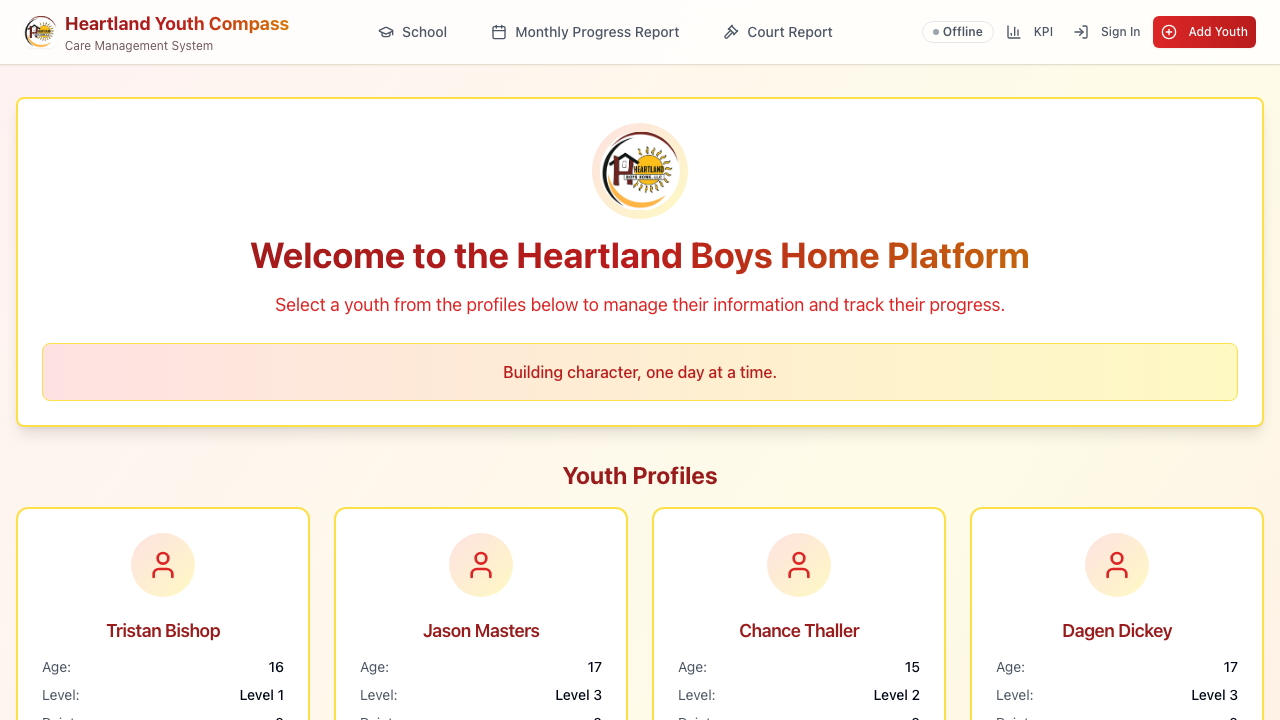 Heartland Youth Compass
Care Management System
School
Monthly Progress Report
Court Report
Offline
KPI
Sign In
Add Youth
HEARTLAND
BOYS HOME, LLC
Welcome to the Heartland Boys Home Platform
Select a youth from the profiles below to manage their information and track their progress.
Building character, one day at a time.
Youth Profiles
Tristan Bishop
Age: 16
Level: Level 1
Jason Masters
Age: 17
Level: Level 3
Chance Thaller
Age: 15
Level: Level 2
Dagen Dickey
Age: 17
Level: Level 3